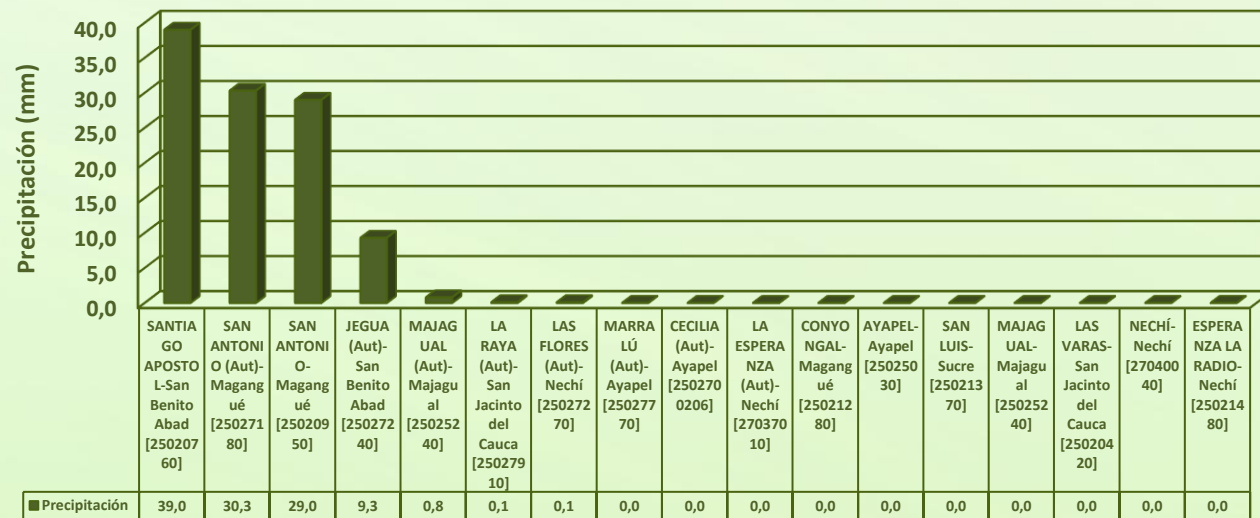 Precipitación (mm)
40,0
35,0
30,0
25,0
20,0
15,0
10,0
5,0
0,0
SANTIA
GO
APOSTO
L-San
Benito
Abad
[250207
60]
SAN
ANTONI
O (Aut)-
Magang
ué
[250271
80]
SAN
ANTONI
O-
Magang
ué
[250209
50]
JEGUA
(Aut)-
San
Benito
Abad
[250272
40]
MAJAG
UAL
(Aut)-
Majagu
al
[250252
40]
LA
RAYA
(Aut)-
San
Jacinto
del
Cauca
[250279
10]
LAS
FLORES
(Aut)-
Nechí
[250272
70]
MARRA
LÚ
(Aut)-
Ayapel
[250277
70]
CECILIA
(Aut)-
Ayapel
[250270
0206]
LA
ESPERA
NZA
(Aut)-
Nechí
[270370
10]
CONYO
NGAL-
Magang
ué
[250212
80]
AYAPEL-
Ayapel
[250250
30]
SAN
LUIS-
Sucre
[250213
70]
MAJAG
UAL-
Majagu
al
[250252
40]
LAS
VARAS-
San
Jacinto
del
Cauca
[250204
20]
NECHÍ-
Nechí
[270400
40]
ESPERA
NZA LA
RADIO-
Nechí
[250214
80]
Precipitación 39,0 30,3 29,0 9,3 0,8 0,1 0,1 0,0 0,0 0,0 0,0 0,0 0,0 0,0 0,0 0,0 0,0